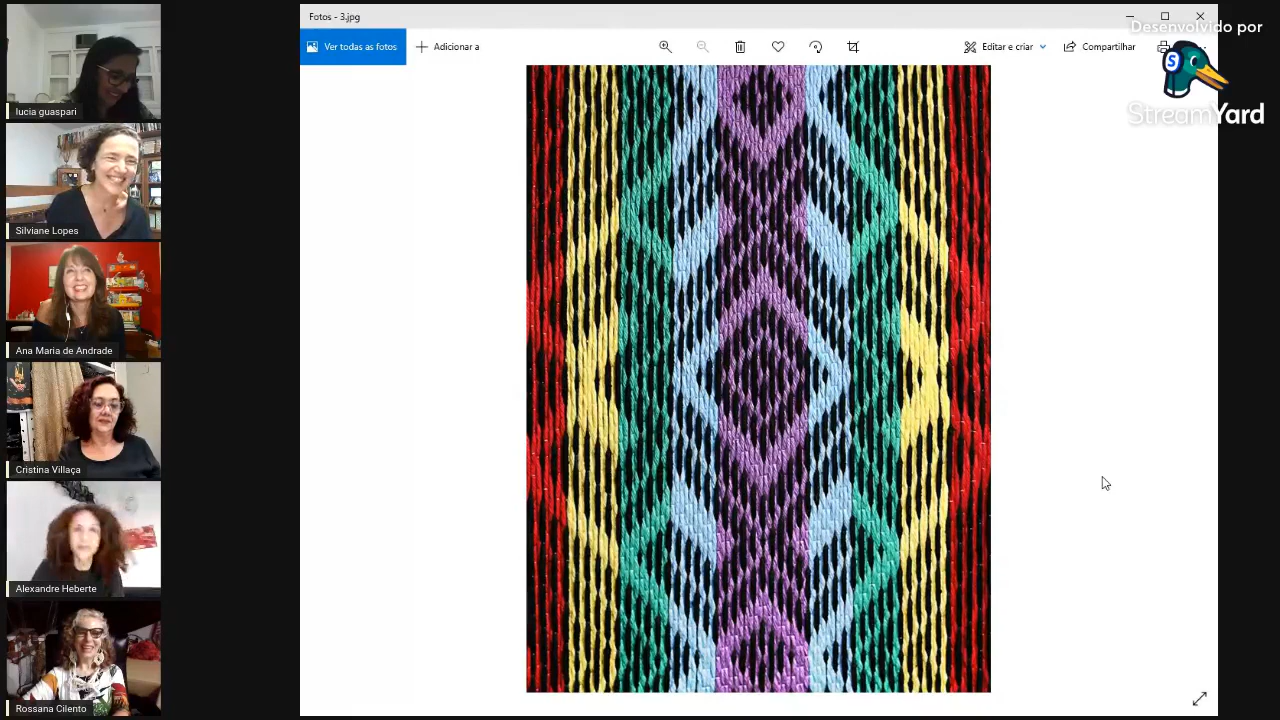 Fotos - 3.jpg
Ver todas as fotos
Adicionar a
Editar e criar
Compartilhar
Desenvolvido por
S
StreamYard
lucia guaspari
Silviane Lopes
Ana Maria de Andrade
Cristina Villaça
Alexandre Heberte
Rossana Cilento